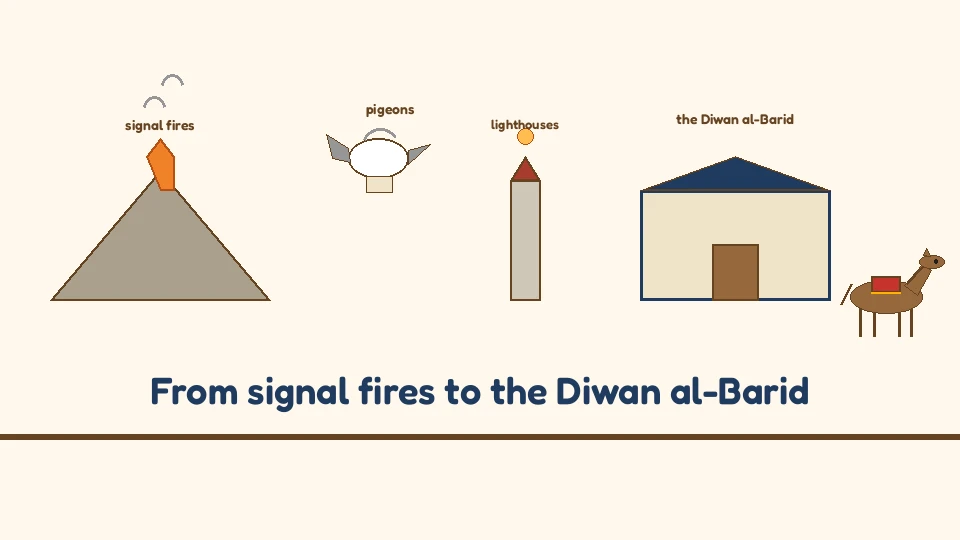 signal fires
pigeons
lighthouses
the Diwan al-Barid
From signal fires to the Diwan al-Barid